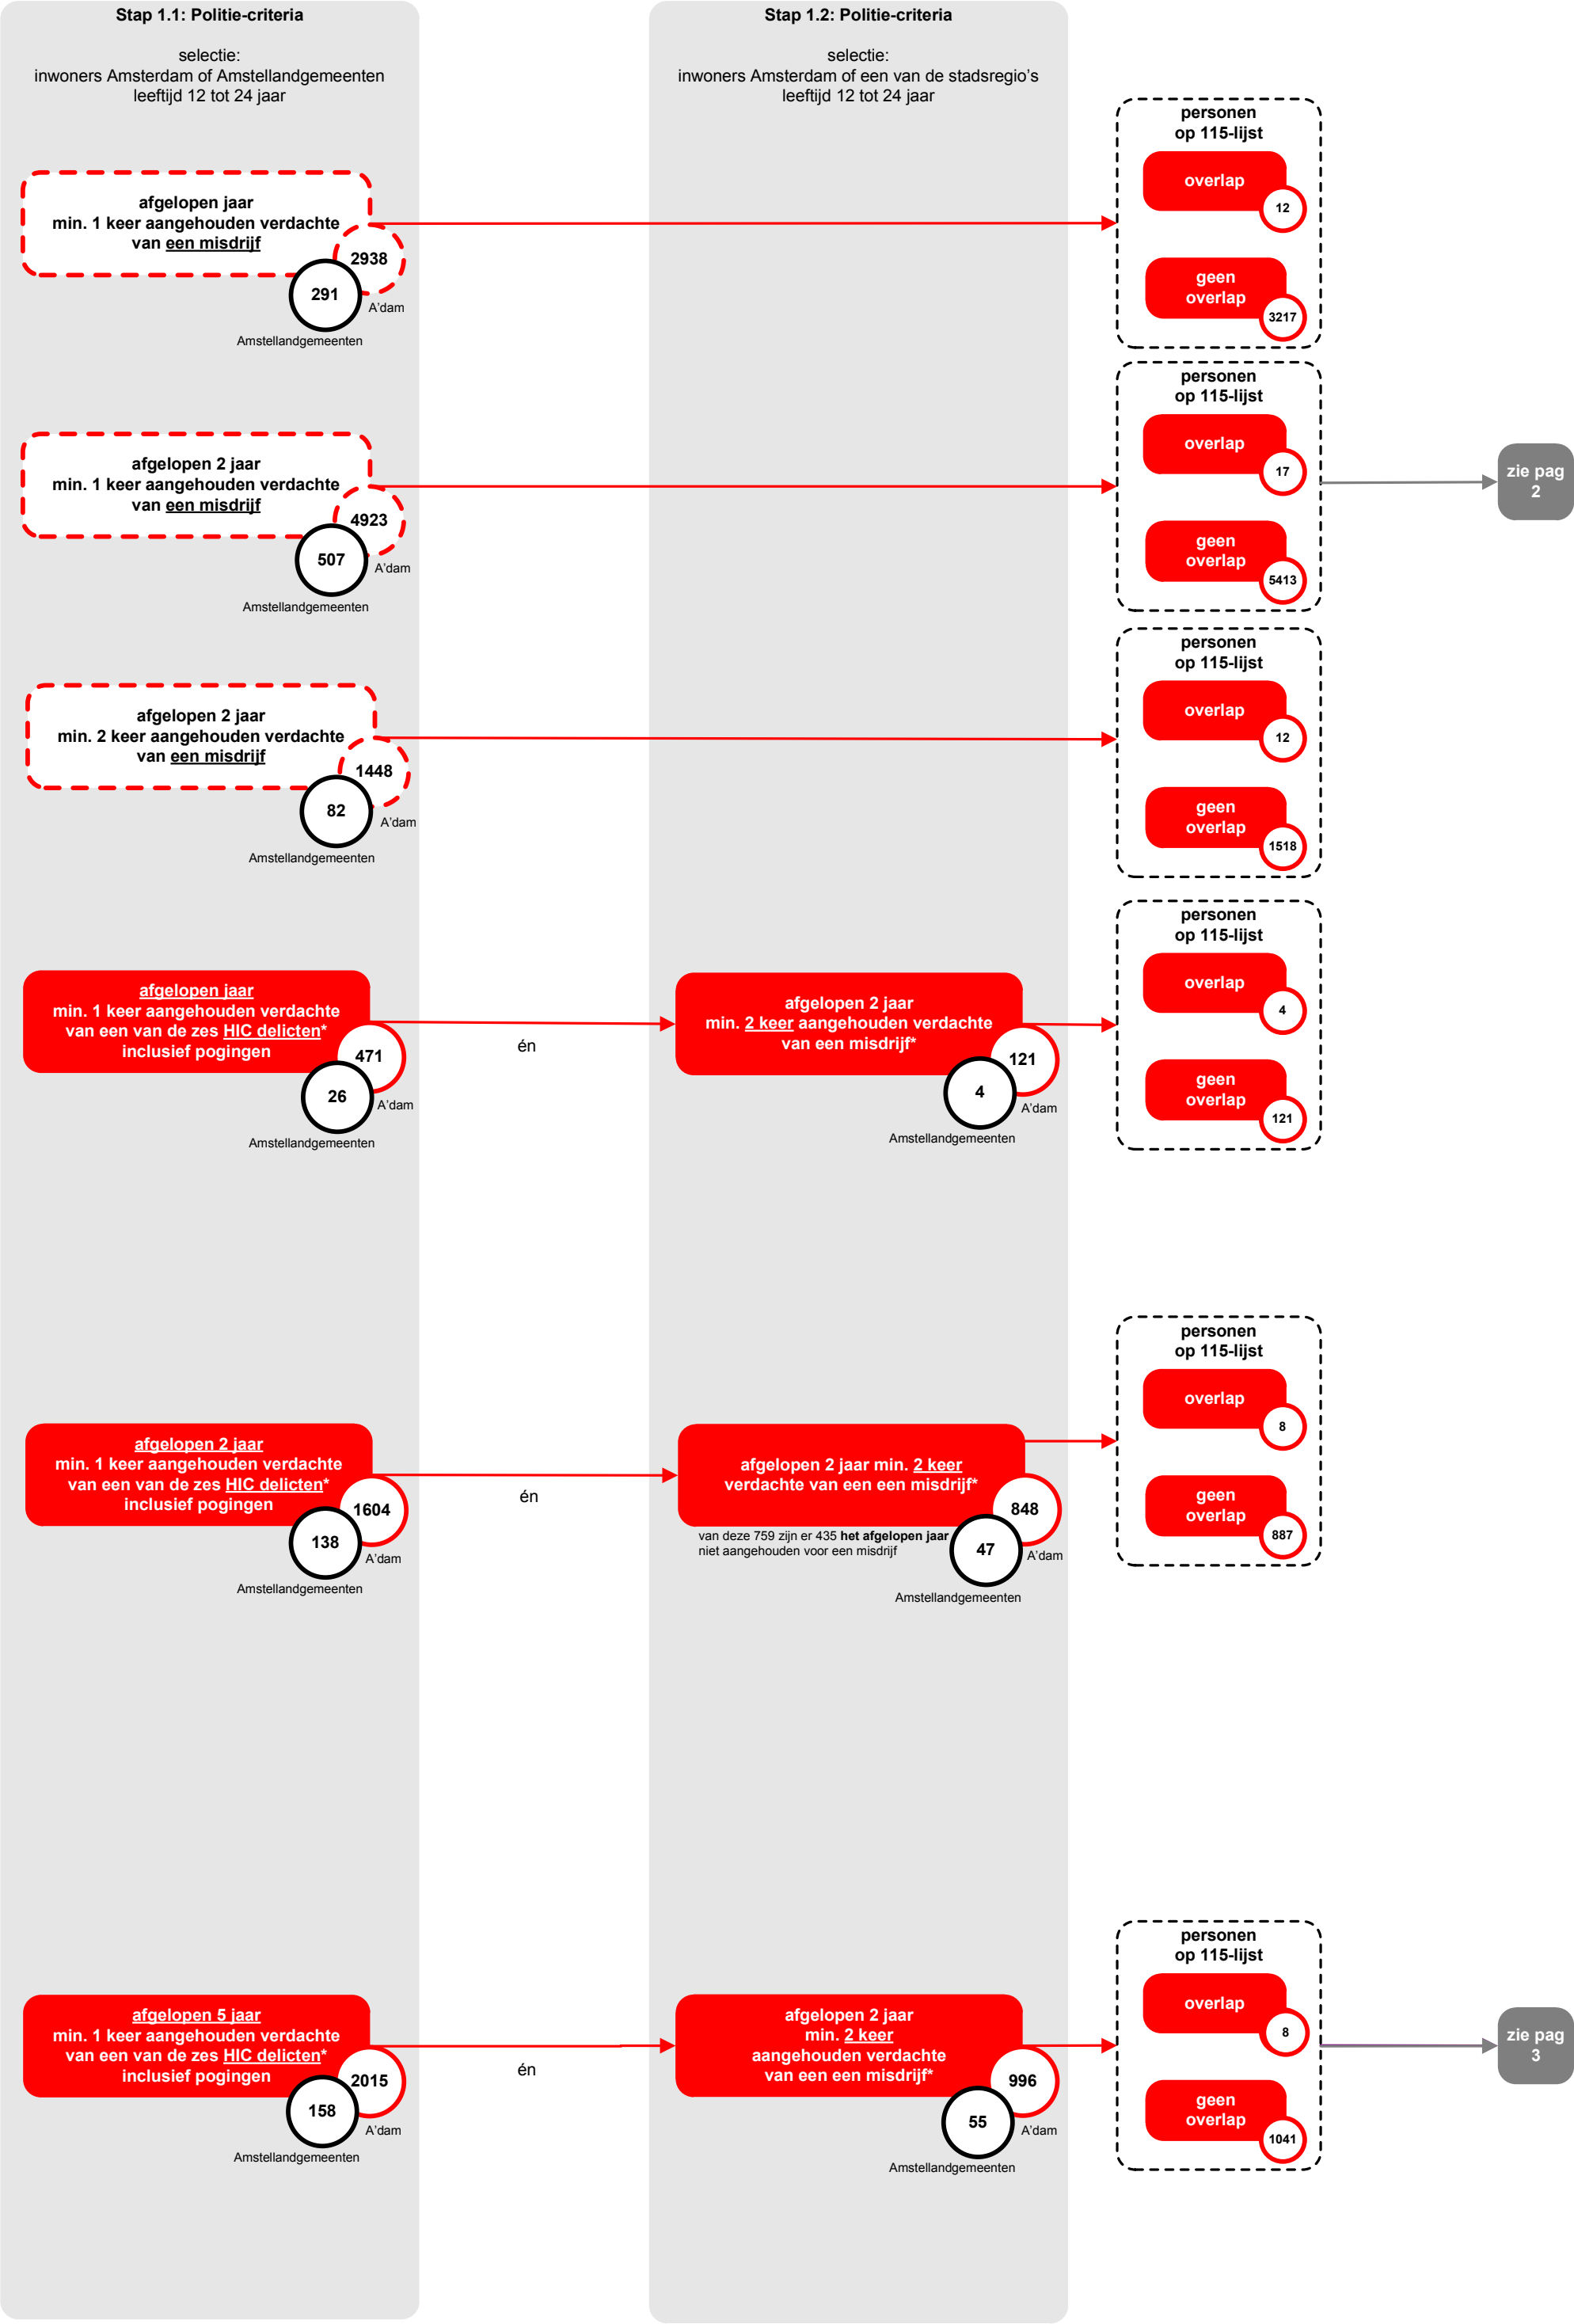 Stap 1.1: Politie-criteria
selectie:
inwoners Amsterdam of Amstellandgemeenten
leeftijd 12 tot 24 jaar
Stap 1.2: Politie-criteria
selectie:
inwoners Amsterdam of een van de stadsregio's
leeftijd 12 tot 24 jaar
afgelopen jaar
min. 1 keer aangehouden verdachte
van een misdrijf
2938
A'dam
291
Amstellandgemeenten
personen
op 115-lijst
overlap
12
geen
overlap
3217
afgelopen 2 jaar
min. 1 keer aangehouden verdachte
van een misdrijf
4923
A'dam
507
Amstellandgemeenten
personen
op 115-lijst
overlap
17
geen
overlap
5413
zie pag
2
afgelopen 2 jaar
min. 2 keer aangehouden verdachte
van een misdrijf
1448
A'dam
82
Amstellandgemeenten
personen
op 115-lijst
overlap
12
geen
overlap
1518
afgelopen jaar
min. 1 keer aangehouden verdachte
van een van de zes HIC delicten*
inclusief pogingen
471
A'dam
26
Amstellandgemeenten
én
afgelopen 2 jaar
min. 2 keer aangehouden verdachte
van een misdrijf*
121
A'dam
4
Amstellandgemeenten
personen
op 115-lijst
overlap
4
geen
overlap
121
afgelopen 2 jaar
min. 1 keer aangehouden verdachte
van een van de zes HIC delicten*
inclusief pogingen
1604
A'dam
138
Amstellandgemeenten
én
afgelopen 2 jaar min. 2 keer
verdachte van een een misdrijf*
848
A'dam
van deze 759 zijn er 435 het afgelopen jaar
niet aangehouden voor een misdrijf
47
Amstellandgemeenten
personen
op 115-lijst
overlap
8
geen
overlap
887
afgelopen 5 jaar
min. 1 keer aangehouden verdachte
van een van de zes HIC delicten*
inclusief pogingen
2015
A'dam
158
Amstellandgemeenten
én
afgelopen 2 jaar
min. 2 keer
aangehouden verdachte
van een een misdrijf*
996
A'dam
55
Amstellandgemeenten
personen
op 115-lijst
overlap
8
geen
overlap
1041
zie pag
3